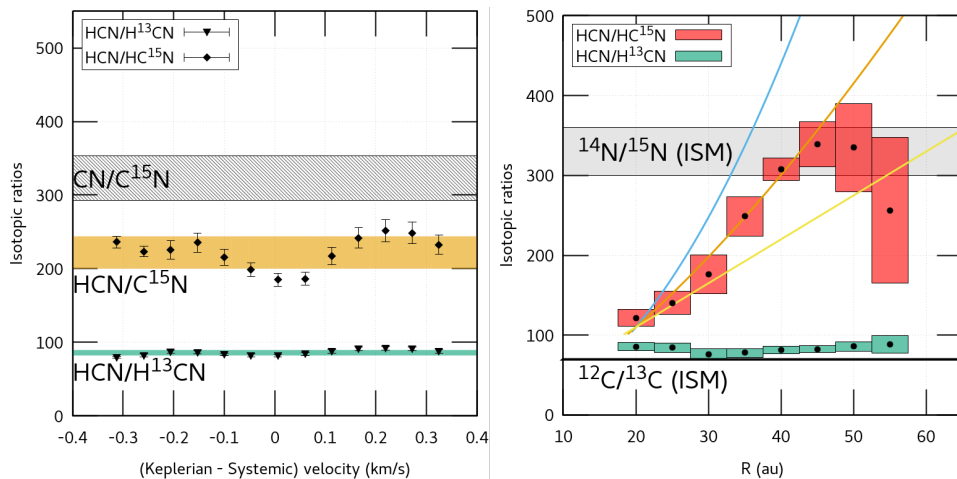 HCN/H¹³CN
HCN/HC¹⁵N
550
500
400
300
200
100
0
CN/C¹⁵N
HCN/C¹⁵N
HCN/H¹³CN
Isotopic ratios
-0.4 -0.3 -0.2 -0.1 0 0.1 0.2 0.3 0.4
(Keplerian - Systemic) velocity (km/s)
HCN/HC¹⁵N
HCN/H¹³CN
500
400
300
200
100
0
¹⁴N/¹⁵N (ISM)
¹²C/¹³C (ISM)
Isotopic ratios
10 20 30 40 50 60
R (au)